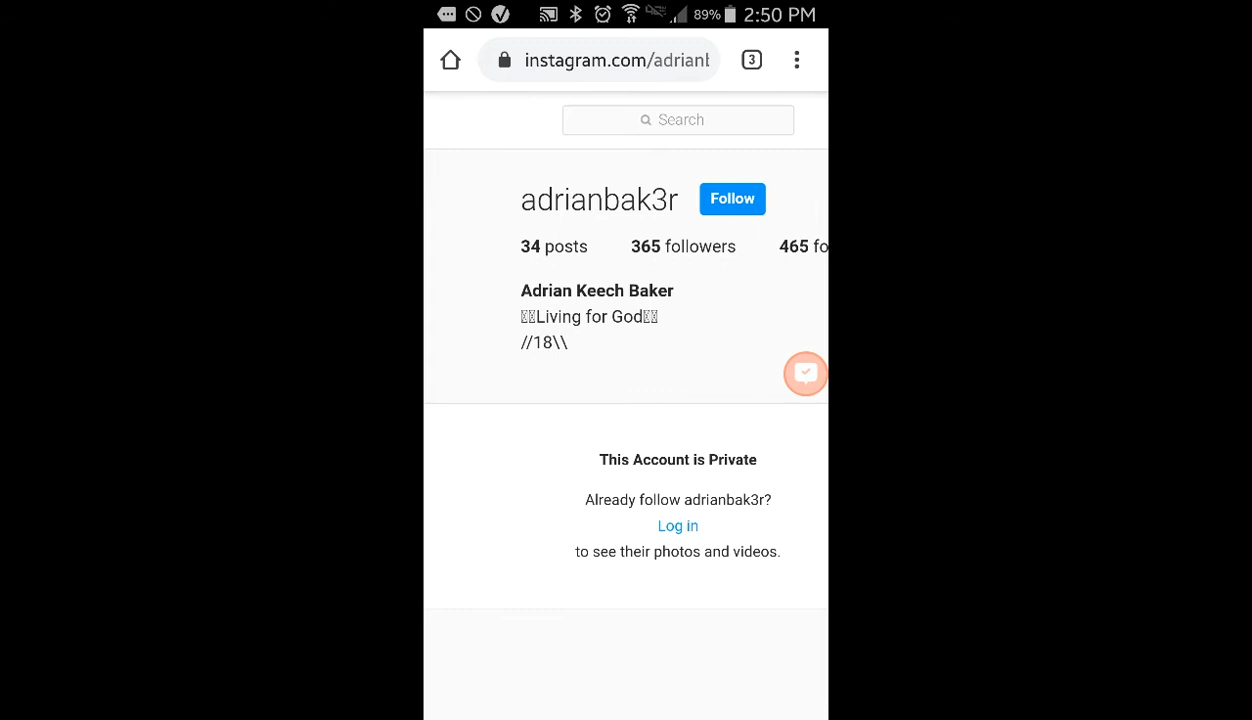 89% 2:50 PM
instagram.com/adrianb
3
Search
adrianbak3r Follow
34 posts 365 followers 465 fo
Adrian Keech Baker
Living for God
//18\\
This Account is Private
Already follow adrianbak3r?
Log in
to see their photos and videos.